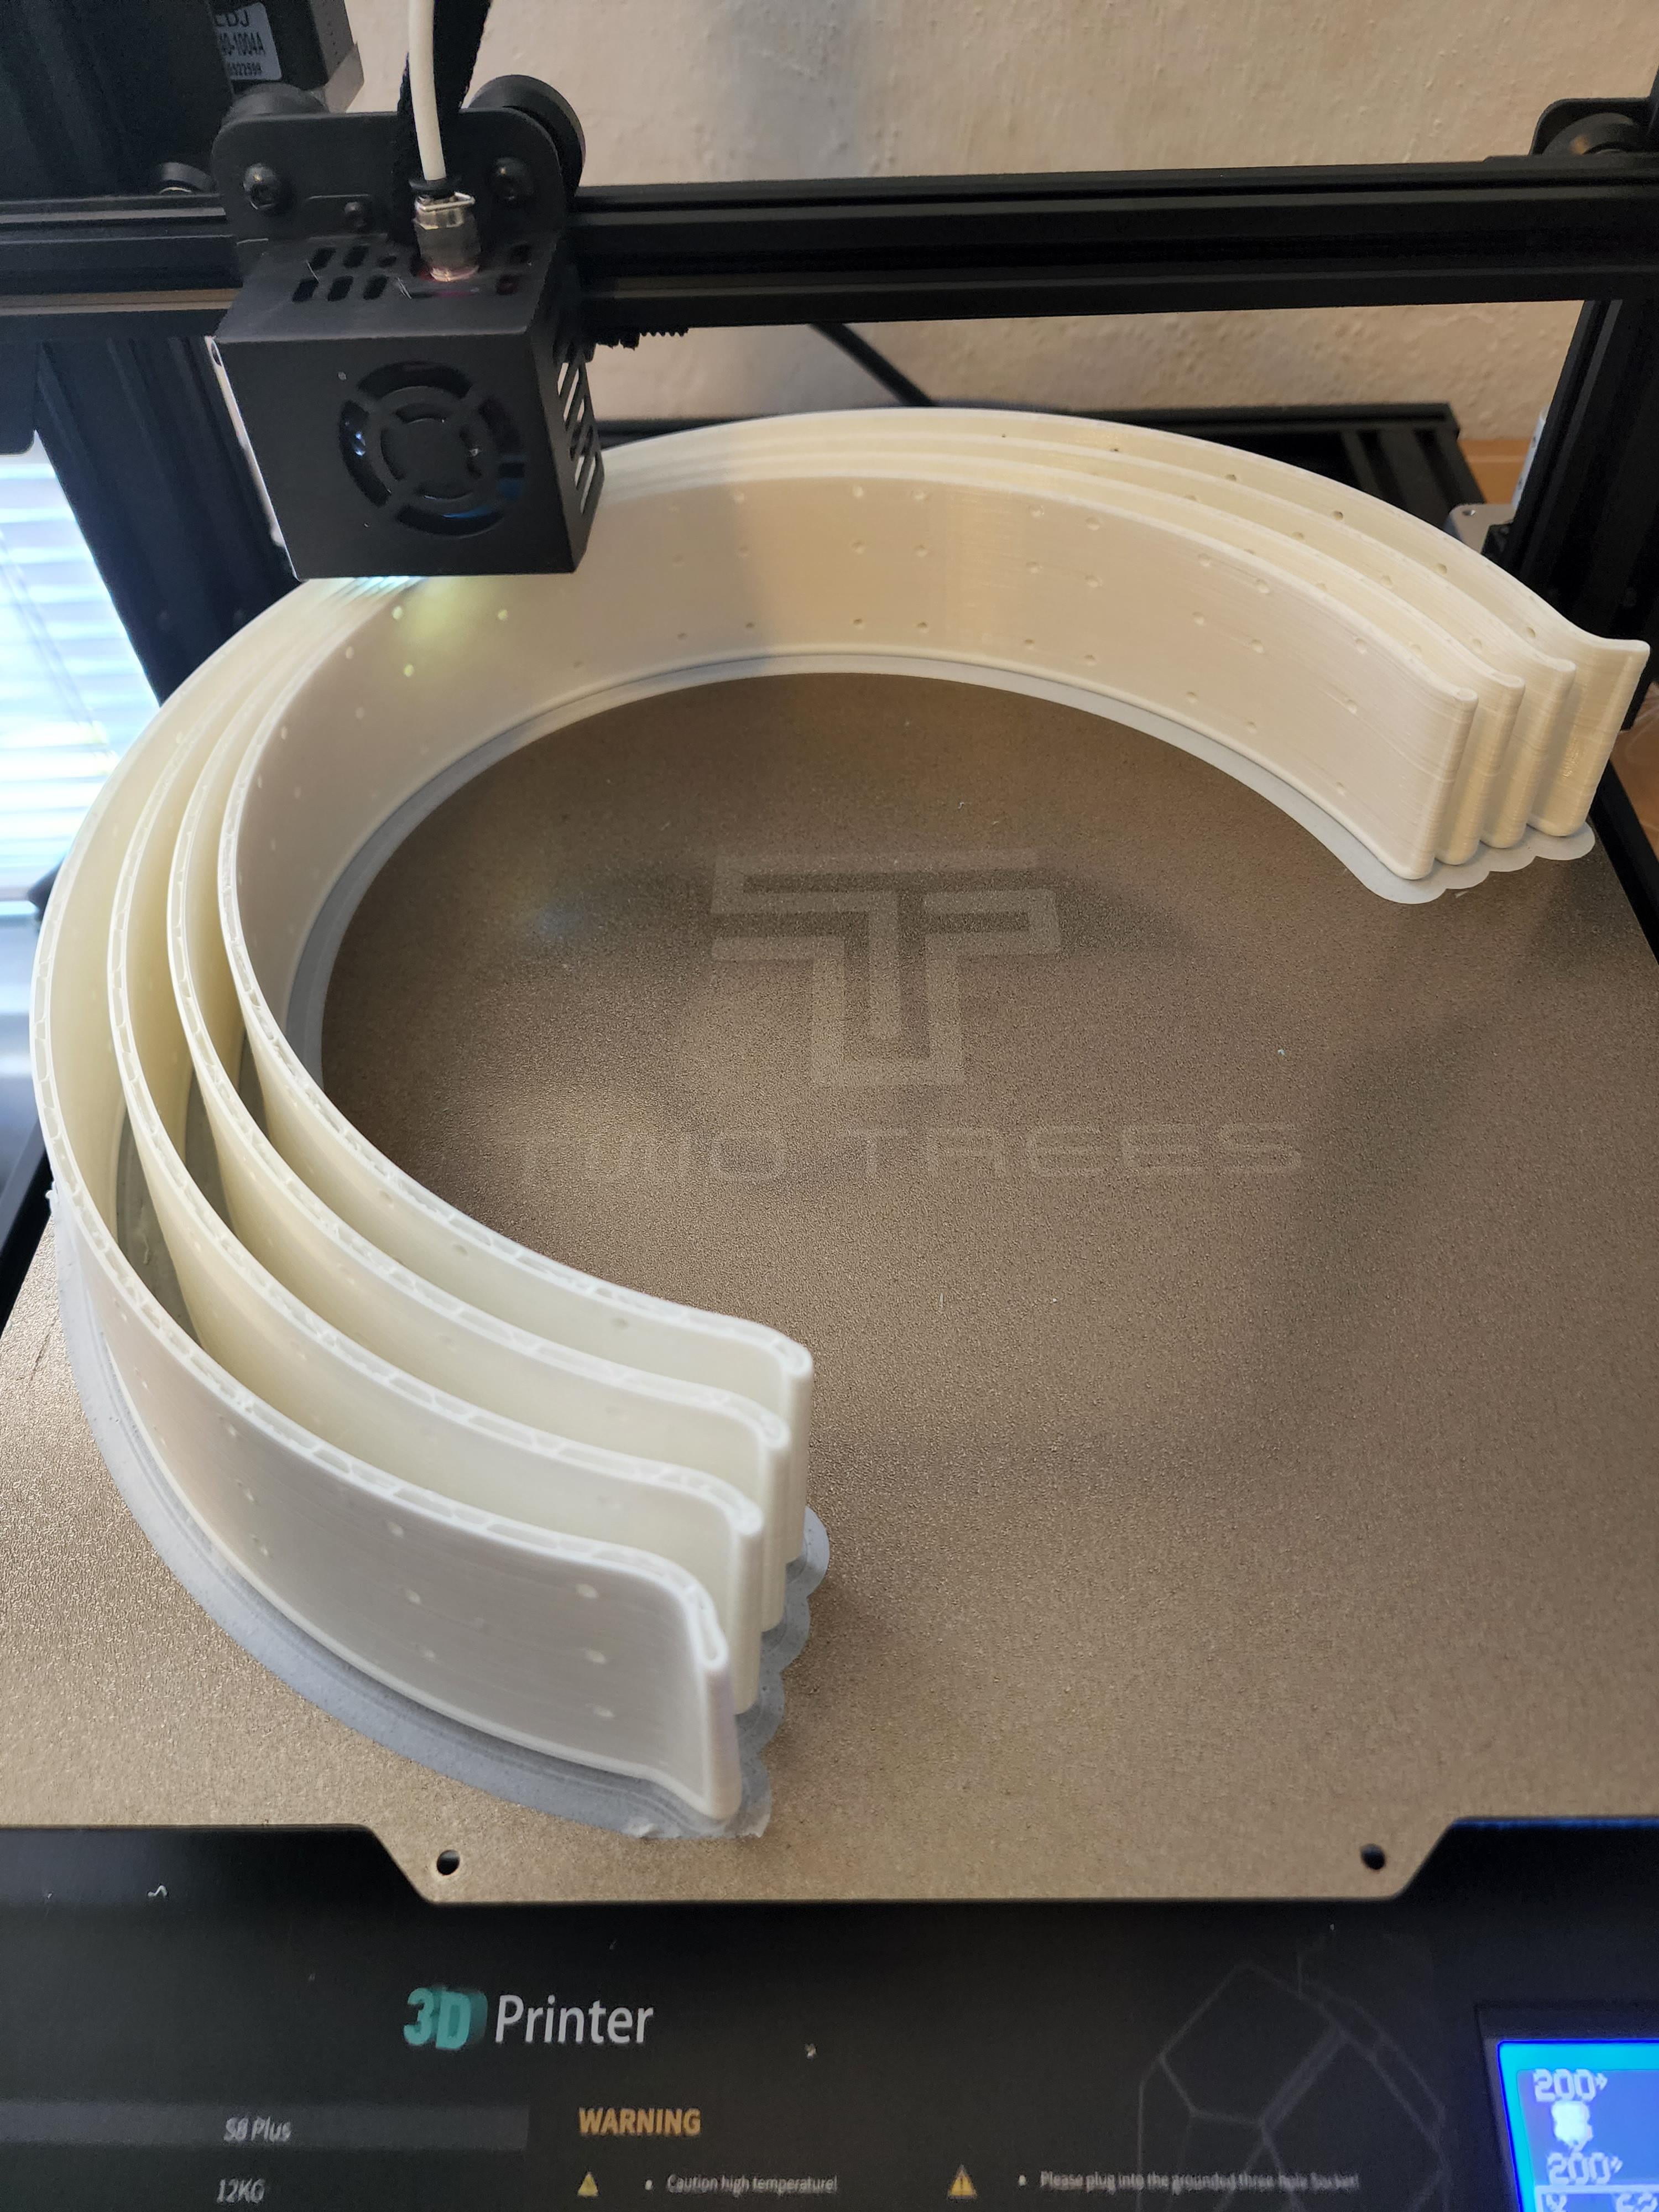 TWO TREES
3D Printer
S8 Plus
WARNING
12KG
Caution high temperature!
Please plug into the grounded three-hole Socket!
200°
200°